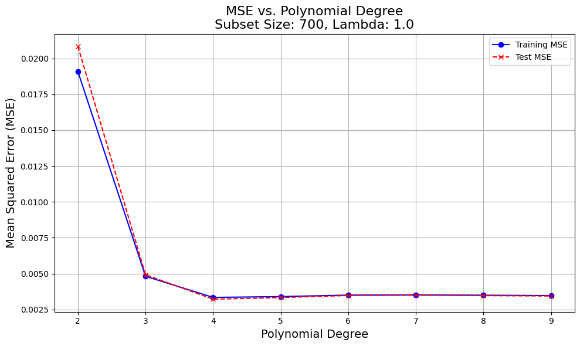 MSE vs. Polynomial Degree
Subset Size: 700, Lambda: 1.0
Training MSE
Test MSE
Mean Squared Error (MSE)
0.0200
0.0175
0.0150
0.0125
0.0100
0.0075
0.0050
0.0025
2 3 4 5 6 7 8 9
Polynomial Degree